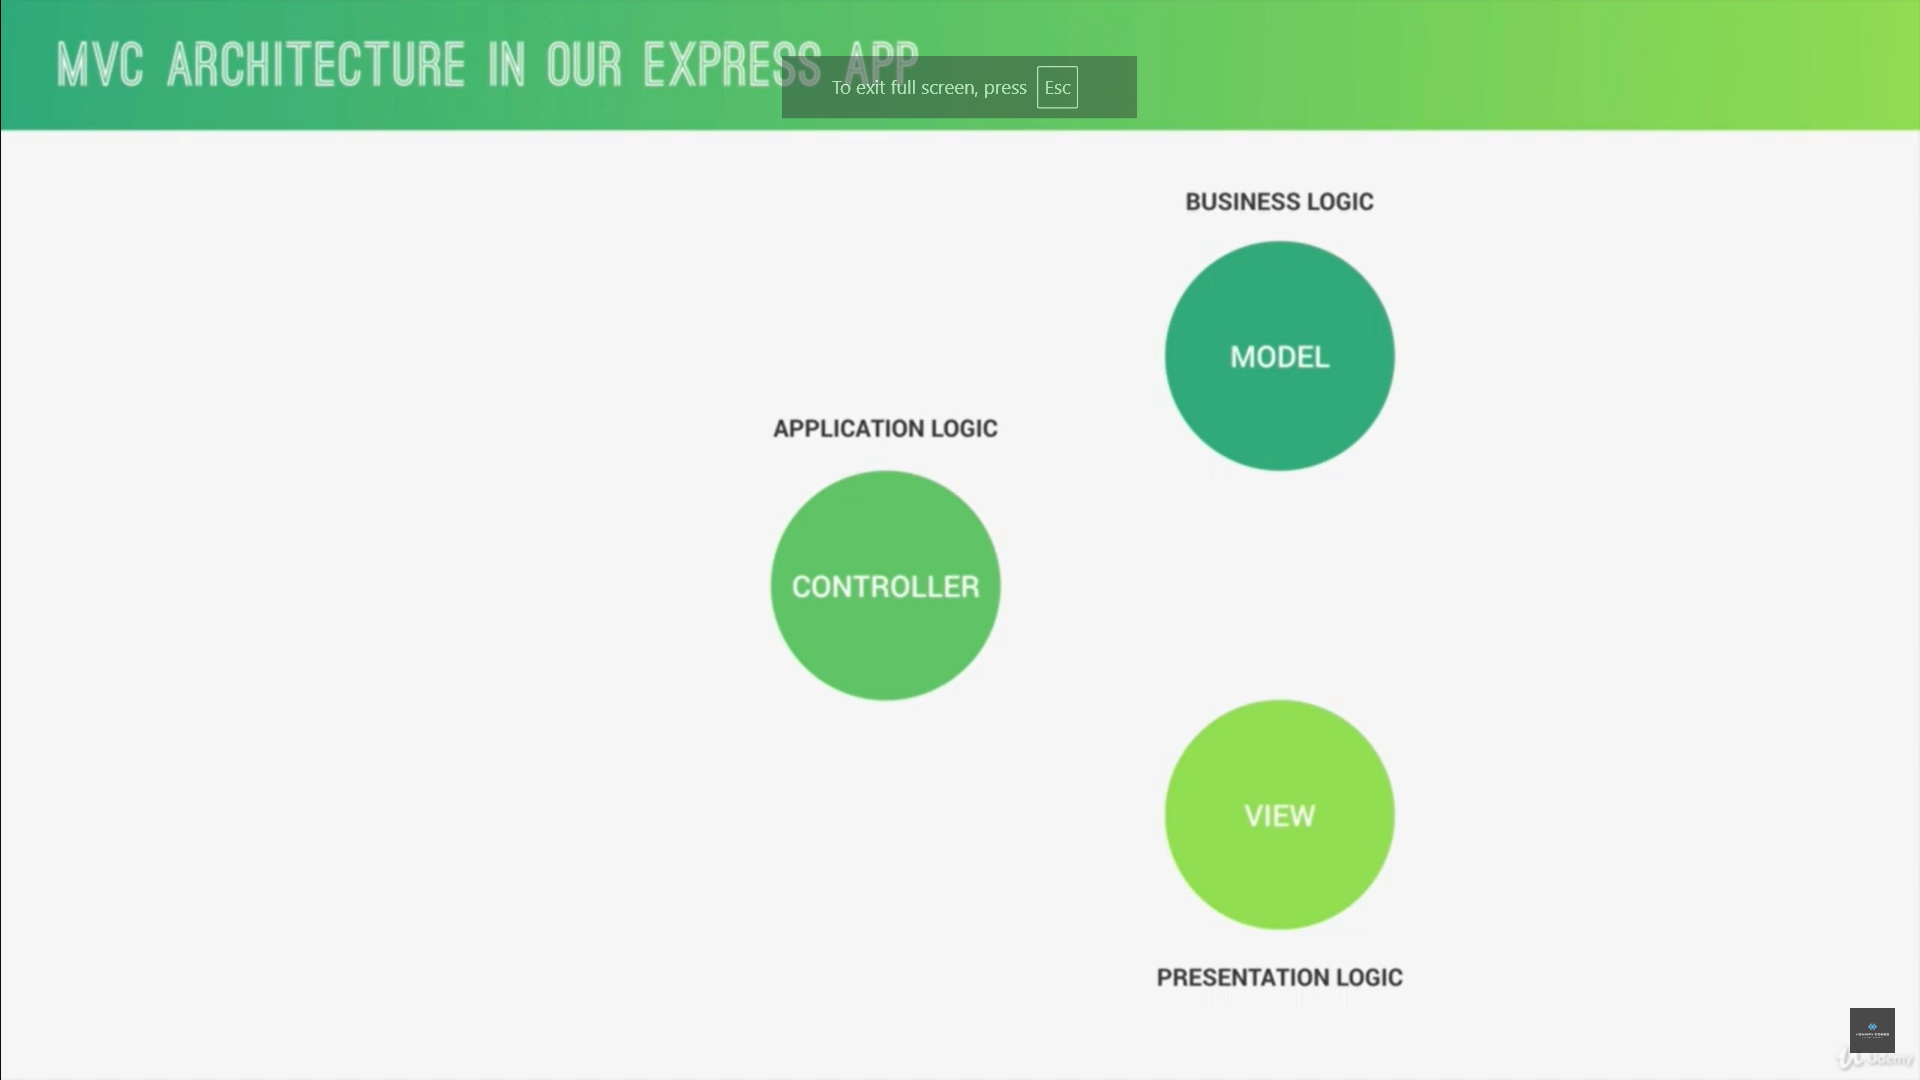 MVC ARCHITECTURE IN OUR EXPRESS APP
To exit full screen, press Esc
BUSINESS LOGIC
MODEL
APPLICATION LOGIC
CONTROLLER
VIEW
PRESENTATION LOGIC
Udemy